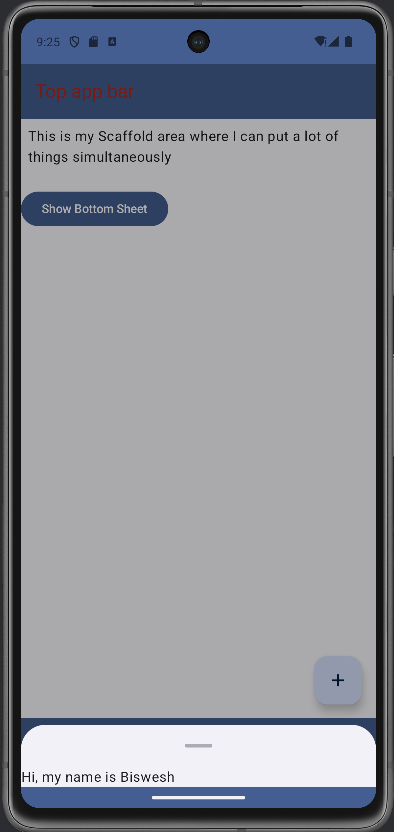 9:25
Top app bar
This is my Scaffold area where I can put a lot of
things simultaneously
Show Bottom Sheet
+
Hi, my name is Biswesh